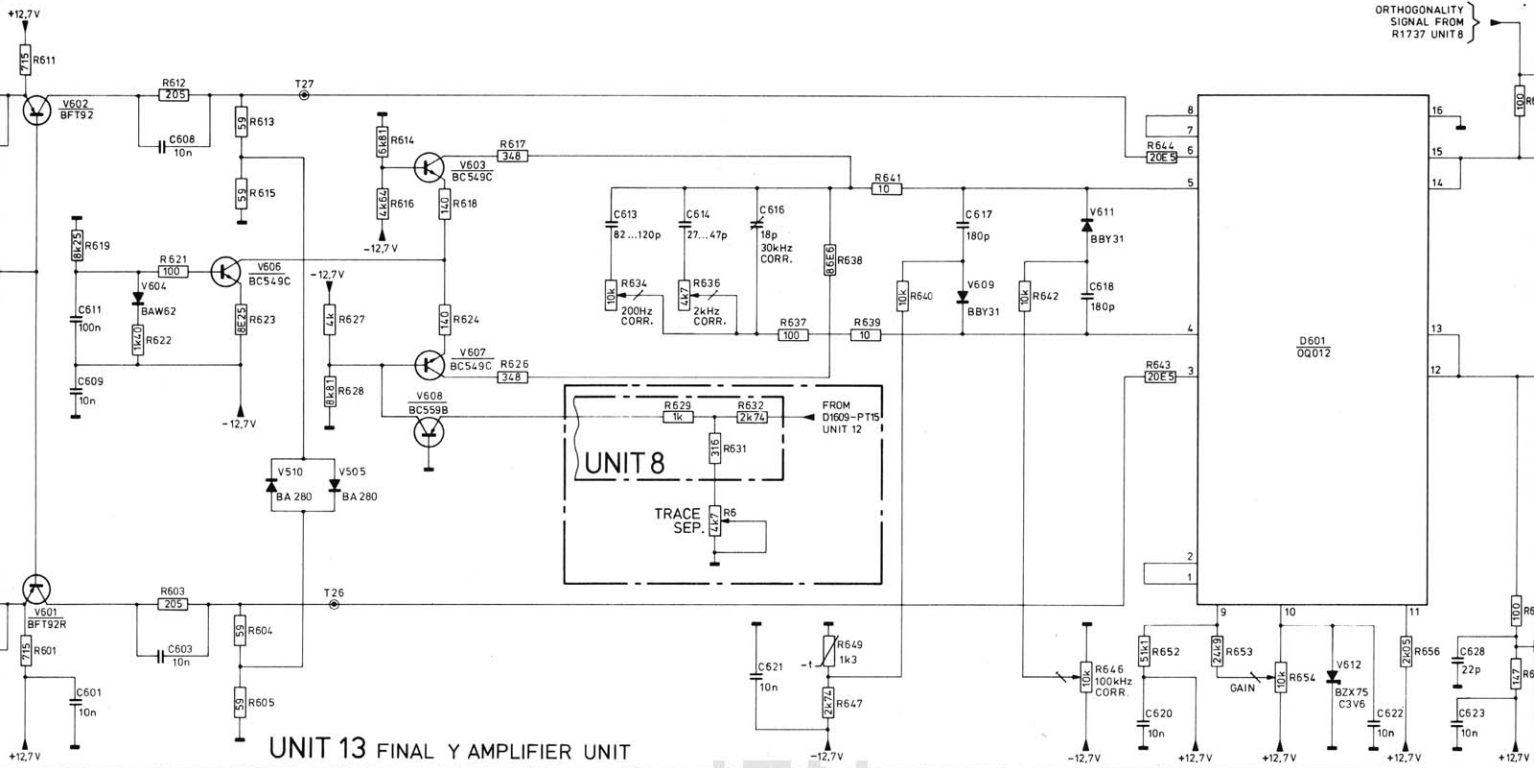 +12,7V
715
R611
V602
BFT92
R612
205
C608
10n
59
R613
59
R615
T27
ORTHOGONALITY
SIGNAL FROM
R1737 UNIT 8
100
6k81
R614
4k64
R616
-12,7V
V603
BC549C
R617
348
140
R618
8k25
R619
R621
100
V606
BC549C
V604
BAW62
C611
100n
1k40
R622
8E25
R623
C609
10n
-12,7V
-12,7V
4k
R627
8k81
R628
140
R624
V607
BC549C
R626
348
V608
BC559B
C613
82...120p
C614
27...47p
C616
18p
30kHz
CORR.
86E6
R638
10k
R634
200Hz
CORR.
4k7
R636
2kHz
CORR.
R637
100
R639
10
R641
10
10k
R640
C617
180p
V609
BBY31
10k
R642
V611
BBY31
C618
180p
R644
20E5
R643
20E5
8
7
6
5
4
3
2
1
16
15
14
13
12
9
10
11
D601
OQ012
R629
1k
R632
2k74
316
R631
FROM
D1609-PT15
UNIT 12
UNIT 8
TRACE
SEP.
4k7
R6
V510
BA 280
V505
BA 280
V601
BFT92R
715
R601
C601
10n
+12,7V
R603
205
C603
10n
59
R604
59
R605
T26
C621
10n
-t
R649
1k3
2k74
R647
-12,7V
10k
R646
100kHz
CORR.
-12,7V
51k1
R652
C620
10n
24k9
R653
GAIN
10k
R654
V612
BZX75
C3V6
C622
10n
2k05
R656
+12,7V
+12,7V
+12,7V
100
C628
22p
147
C623
10n
+12,7V
UNIT 13 FINAL Y AMPLIFIER UNIT